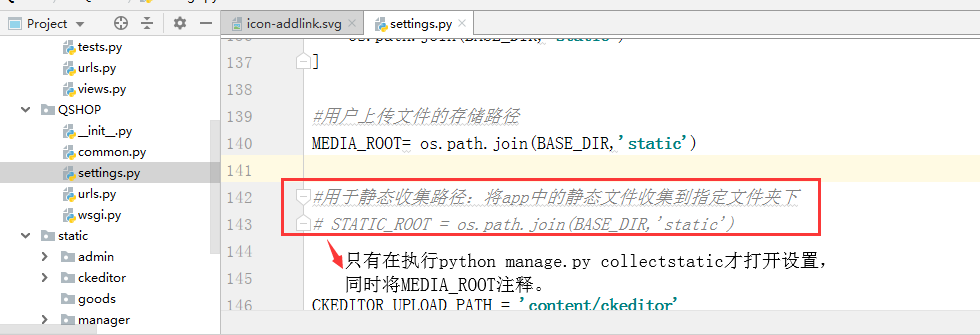 Project
icon-addlink.svg
settings.py
tests.py
urls.py
views.py
QSHOP
__init__.py
common.py
settings.py
urls.py
wsgi.py
static
admin
ckeditor
goods
manager
os.path.join(BASE_DIR,'static')
137 ]
138
139 #用户上传文件的存储路径
140 MEDIA_ROOT= os.path.join(BASE_DIR,'static')
141
142 #用于静态收集路径：将app中的静态文件收集到指定文件夹下
143 # STATIC_ROOT = os.path.join(BASE_DIR,'static')
144
只有在执行python manage.py collectstatic才打开设置，
145
同时将MEDIA_ROOT注释。
146 CKEDITOR_UPLOAD_PATH = 'content/ckeditor'